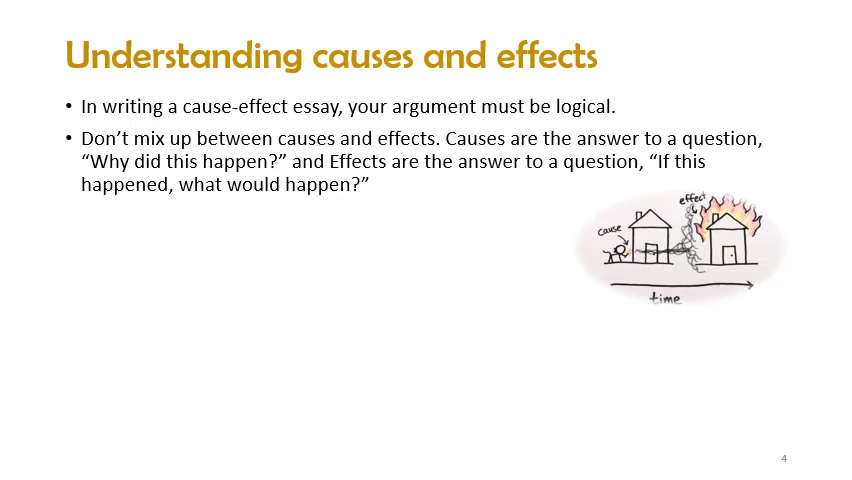 Understanding causes and effects
• In writing a cause-effect essay, your argument must be logical.
• Don’t mix up between causes and effects. Causes are the answer to a question,
“Why did this happen?” and Effects are the answer to a question, “If this
happened, what would happen?”
effect
cause
time
4